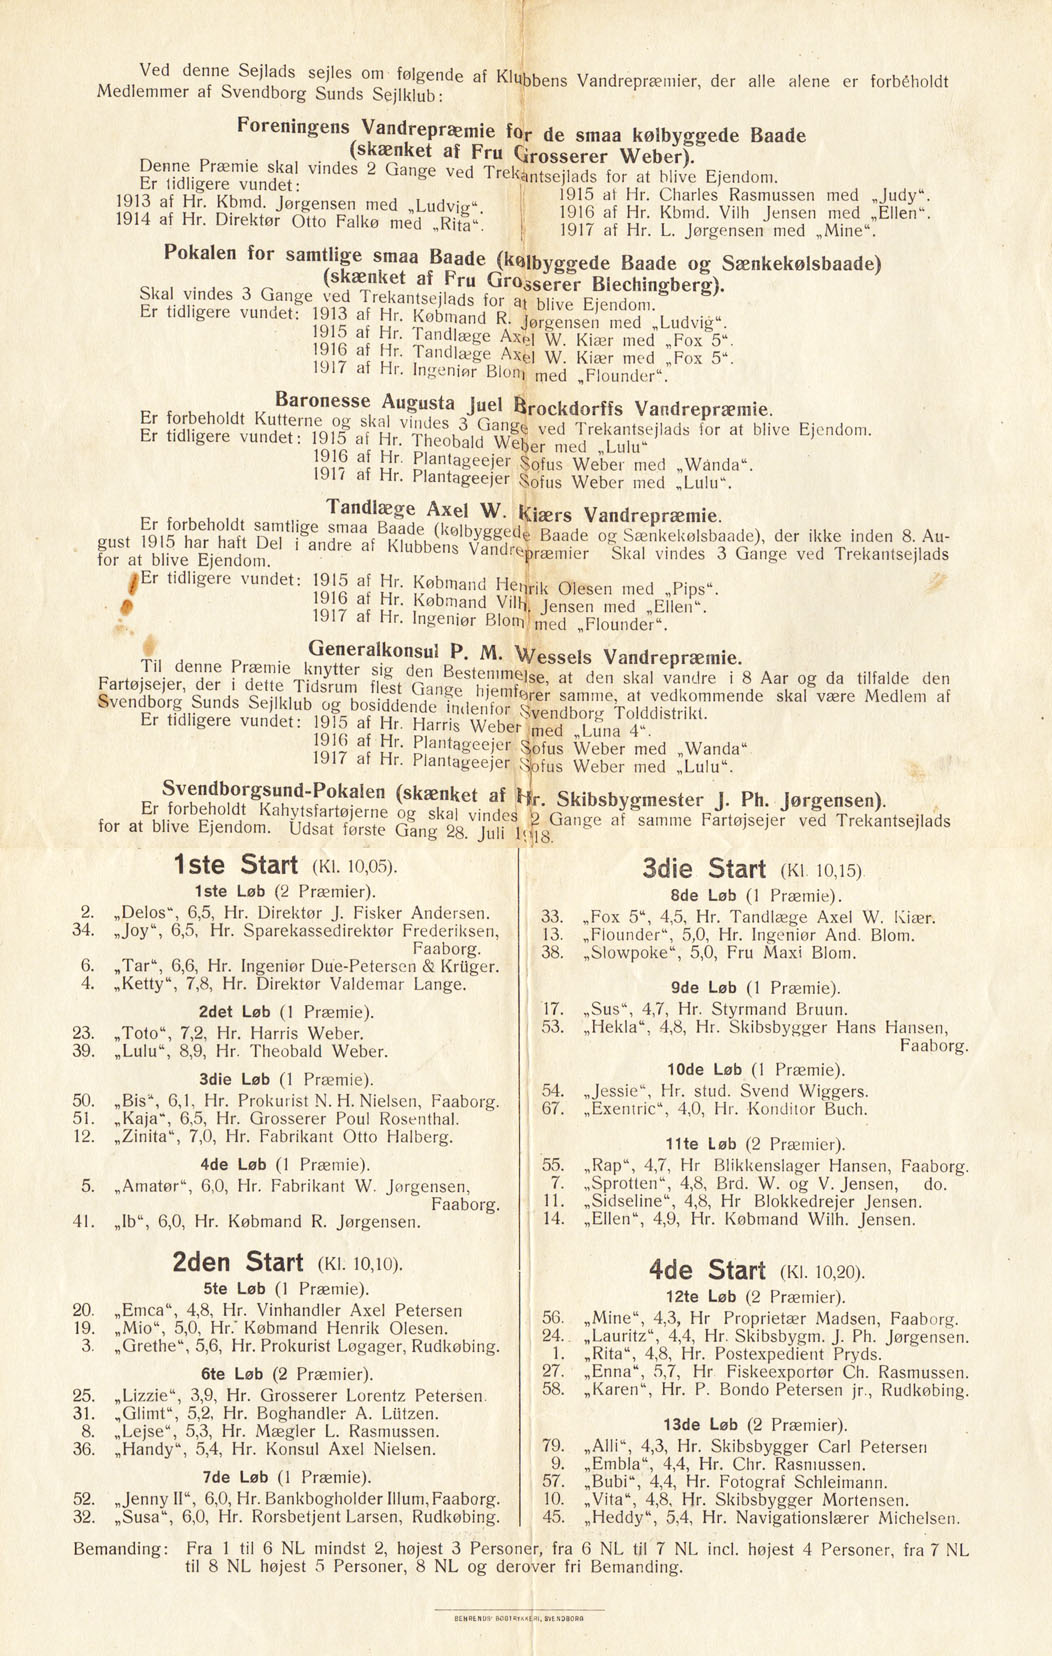 Ved denne Sejlads sejles om følgende af Klubbens Vandrepræmier, der alle alene er forbeholdt
Medlemmer af Svendborg Sunds Sejlklub:
Foreningens Vandrepræmie for de smaa kølbyggede Baade
(skænket af Fru Grosserer Weber).
Denne Præmie skal vindes 2 Gange ved Trekantsejlads for at blive Ejendom.
Er tidligere vundet:
1913 af Hr. Kbmd. Jørgensen med „Ludvig“.
1914 af Hr. Direktør Otto Falkø med „Rita“.
1915 af Hr. Charles Rasmussen med „Judy“.
1916 af Hr. Kbmd. Vilh Jensen med „Ellen“.
1917 af Hr. L. Jørgensen med „Mine“.
Pokalen for samtlige smaa Baade (kølbyggede Baade og Sænkekølsbaade)
(skænket af Fru Grosserer Blechingberg).
Skal vindes 3 Gange ved Trekantsejlads for at blive Ejendom.
Er tidligere vundet: 1913 af Hr. Købmand R. Jørgensen med „Ludvig“.
1915 af Hr. Tandlæge Axel W. Kiær med „Fox 5“.
1916 af Hr. Tandlæge Axel W. Kiær med „Fox 5“.
1917 af Hr. Ingeniør Blom med „Flounder“.
Baronesse Augusta Juel Brockdorffs Vandrepræmie.
Er forbeholdt Kutterne og skal vindes 3 Gange ved Trekantsejlads for at blive Ejendom.
Er tidligere vundet: 1915 af Hr. Theobald Weber med „Lulu“
1916 af Hr. Plantageejer Sofus Weber med „Wanda“.
1917 af Hr. Plantageejer Sofus Weber med „Lulu“.
Tandlæge Axel W. Kiærs Vandrepræmie.
Er forbeholdt samtlige smaa Baade (kølbyggede Baade og Sænkekølsbaade), der ikke inden 8. Au-
gust 1915 har haft Del i andre af Klubbens Vandrepræmier Skal vindes 3 Gange ved Trekantsejlads
for at blive Ejendom.
Er tidligere vundet: 1915 af Hr. Købmand Henrik Olesen med „Pips“.
1916 af Hr. Købmand Vilh. Jensen med „Ellen“.
1917 af Hr. Ingeniør Blom med „Flounder“.
Generalkonsul P. M. Wessels Vandrepræmie.
Til denne Præmie knytter sig den Bestemmelse, at den skal vandre i 8 Aar og da tilfalde den
Fartøjsejer, der i dette Tidsrum flest Gange hjemfører samme, at vedkommende skal være Medlem af
Svendborg Sunds Sejlklub og bosiddende indenfor Svendborg Tolddistrikt.
Er tidligere vundet: 1915 af Hr. Harris Weber med „Luna 4“.
1916 af Hr. Plantageejer Sofus Weber med „Wanda“
1917 af Hr. Plantageejer Sofus Weber med „Lulu“.
Svendborgsund-Pokalen (skænket af Hr. Skibsbygmester J. Ph. Jørgensen).
Er forbeholdt Kahytsfartøjerne og skal vindes 2 Gange af samme Fartøjsejer ved Trekantsejlads
for at blive Ejendom. Udsat første Gang 28. Juli 1918.
1ste Start (Kl. 10,05).
1ste Løb (2 Præmier).
2. „Delos“, 6,5, Hr. Direktør J. Fisker Andersen.
34. „Joy“, 6,5, Hr. Sparekassedirektør Frederiksen,
Faaborg.
6. „Tar“, 6,6, Hr. Ingeniør Due-Petersen & Krüger.
4. „Ketty“, 7,8, Hr. Direktør Valdemar Lange.
2det Løb (1 Præmie).
23. „Toto“, 7,2, Hr. Harris Weber.
39. „Lulu“, 8,9, Hr. Theobald Weber.
3die Løb (1 Præmie).
50. „Bis“, 6,1, Hr. Prokurist N. H. Nielsen, Faaborg.
51. „Kaja“, 6,5, Hr. Grosserer Poul Rosenthal.
12. „Zinita“, 7,0, Hr. Fabrikant Otto Halberg.
4de Løb (1 Præmie).
5. „Amatør“, 6,0, Hr. Fabrikant W. Jørgensen,
Faaborg.
41. „Ib“, 6,0, Hr. Købmand R. Jørgensen.
2den Start (Kl. 10,10).
5te Løb (1 Præmie).
20. „Emca“, 4,8, Hr. Vinhandler Axel Petersen
19. „Mio“, 5,0, Hr. Købmand Henrik Olesen.
3. „Grethe“, 5,6, Hr. Prokurist Løgager, Rudkøbing.
6te Løb (2 Præmier).
25. „Lizzie“, 3,9, Hr. Grosserer Lorentz Petersen.
31. „Glimt“, 5,2, Hr. Boghandler A. Lützen.
8. „Lejse“, 5,3, Hr. Mægler L. Rasmussen.
36. „Handy“, 5,4, Hr. Konsul Axel Nielsen.
7de Løb (1 Præmie).
52. „Jenny II“, 6,0, Hr. Bankbogholder Illum, Faaborg.
32. „Susa“, 6,0, Hr. Rorsbetjent Larsen, Rudkøbing.
3die Start (Kl. 10,15)
8de Løb (1 Præmie).
33. „Fox 5“, 4,5, Hr. Tandlæge Axel W. Kiær.
13. „Flounder“, 5,0, Hr. Ingeniør And. Blom.
38. „Slowpoke“, 5,0, Fru Maxi Blom.
9de Løb (1 Præmie).
17. „Sus“, 4,7, Hr. Styrmand Bruun.
53. „Hekla“, 4,8, Hr. Skibsbygger Hans Hansen,
Faaborg.
10de Løb (1 Præmie).
54. „Jessie“, Hr. stud. Svend Wiggers.
67. „Exentric“, 4,0, Hr. Konditor Buch.
11te Løb (2 Præmier).
55. „Rap“, 4,7, Hr Blikkenslager Hansen, Faaborg.
7. „Sprotten“, 4,8, Brd. W. og V. Jensen, do.
11. „Sidseline“, 4,8, Hr Blokkedrejer Jensen.
14. „Ellen“, 4,9, Hr. Købmand Wilh. Jensen.
4de Start (Kl. 10,20).
12te Løb (2 Præmier).
56. „Mine“, 4,3, Hr Proprietær Madsen, Faaborg.
24. „Lauritz“, 4,4, Hr. Skibsbygm. J. Ph. Jørgensen.
1. „Rita“, 4,8, Hr. Postexpedient Pryds.
27. „Enna“, 5,7, Hr Fiskeexportør Ch. Rasmussen.
58. „Karen“, Hr. P. Bondo Petersen jr., Rudkøbing.
13de Løb (2 Præmier).
79. „Alli“, 4,3, Hr. Skibsbygger Carl Petersen
9. „Embla“, 4,4, Hr. Chr. Rasmussen.
57. „Bubi“, 4,4, Hr. Fotograf Schleimann.
10. „Vita“, 4,8, Hr. Skibsbygger Mortensen.
45. „Heddy“, 5,4, Hr. Navigationslærer Michelsen.
Bemanding: Fra 1 til 6 NL mindst 2, højest 3 Personer, fra 6 NL til 7 NL incl. højest 4 Personer, fra 7 NL
til 8 NL højest 5 Personer, 8 NL og derover fri Bemanding.
BEHRENDS' BOGTRYKKERI, SVENDBORG